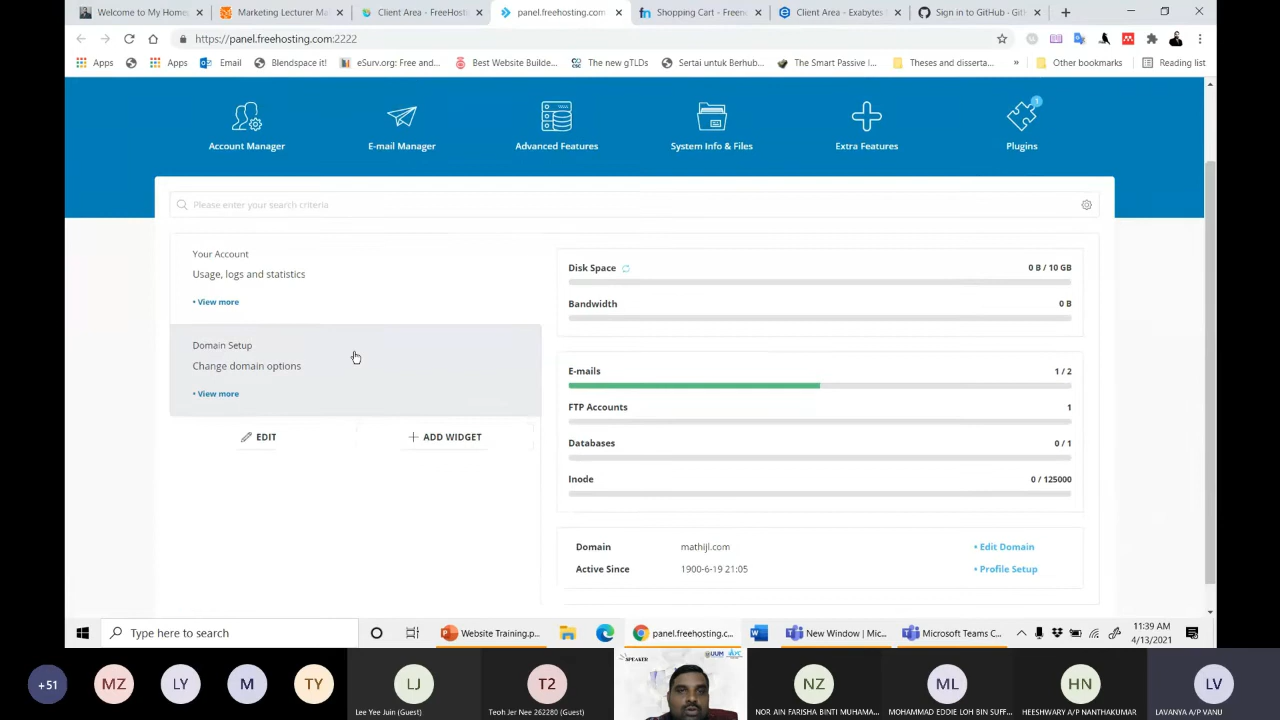 Welcome to My Home
Marketing Lecturer Ma
Client Area - FreeHosti
panel.freehosting.com:2222
Shopping Cart - Freen
Client Area - Exabytes
Sign in to GitHub · Git
https://panel.freehosting.com:2222
Apps
Apps
Email
Blendspace it!
eSurv.org: Free and...
Best Website Builde...
The new gTLDs
Sertai untuk Berhub...
The Smart Passive I...
Theses and disserta...
»
Other bookmarks
Reading list
Account Manager
E-mail Manager
Advanced Features
System Info & Files
Extra Features
1
Plugins
Please enter your search criteria
Your Account
Usage, logs and statistics
• View more
Domain Setup
Change domain options
• View more
EDIT
ADD WIDGET
Disk Space
0 B / 10 GB
Bandwidth
0 B
E-mails
1 / 2
FTP Accounts
1
Databases
0 / 1
Inode
0 / 125000
Domain
mathijl.com
• Edit Domain
Active Since
1900-6-19 21:05
• Profile Setup
Type here to search
Website Training.p...
panel.freehosting.c...
New Window | Mic...
Microsoft Teams C...
11:39 AM
4/13/2021
+51
MZ
LY
M
TY
LJ
Lee Yee Juin (Guest)
T2
Teoh Jer Nee 262280 (Guest)
SPEAKER
UUM
NZ
NOR AIN FARISHA BINTI MUHAMA...
ML
MOHAMMAD EDDIE LOH BIN SUFF...
HN
HEESHWARY A/P NANTHAKUMAR
LV
LAVANYA A/P VANU